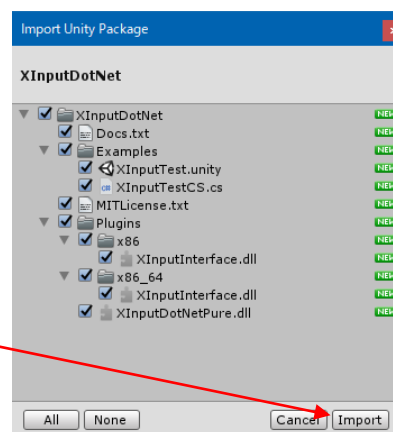 Import Unity Package
XInputDotNet
XInputDotNet NEW
Docs.txt NEW
Examples NEW
XInputTest.unity NEW
XInputTestCS.cs NEW
MITLicense.txt NEW
Plugins NEW
x86 NEW
XInputInterface.dll NEW
x86_64 NEW
XInputInterface.dll NEW
XInputDotNetPure.dll NEW
All None Cancel Import